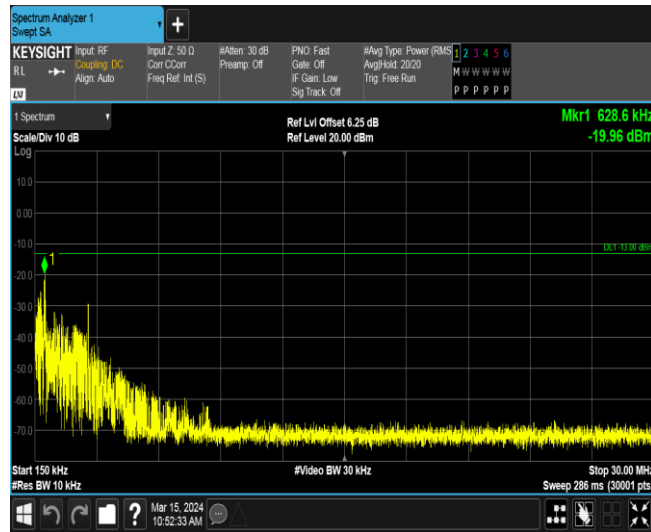 Spectrum Analyzer 1
Swept SA
+
KEYSIGHT
RL
LXI
Input: RF
Coupling: DC
Align: Auto
Input Z: 50 Ω
Corr CCorr
Freq Ref: Int (S)
#Atten: 30 dB
Preamp: Off
PNO: Fast
Gate: Off
IF Gain: Low
Sig Track: Off
#Avg Type: Power (RMS
Avg|Hold: 20/20
Trig: Free Run
1 2 3 4 5 6
M W W W W W
P P P P P P
1 Spectrum
Scale/Div 10 dB
Log
Ref Lvl Offset 6.25 dB
Ref Level 20.00 dBm
Mkr1 628.6 kHz
-19.96 dBm
10.0
0.00
-10.0
DL1 -13.00 dBm
1
-20.0
-30.0
-40.0
-50.0
-60.0
-70.0
Start 150 kHz
#Video BW 30 kHz
Stop 30.00 MHz
#Res BW 10 kHz
Sweep 286 ms (30001 pts)
?
Mar 15, 2024
10:52:33 AM